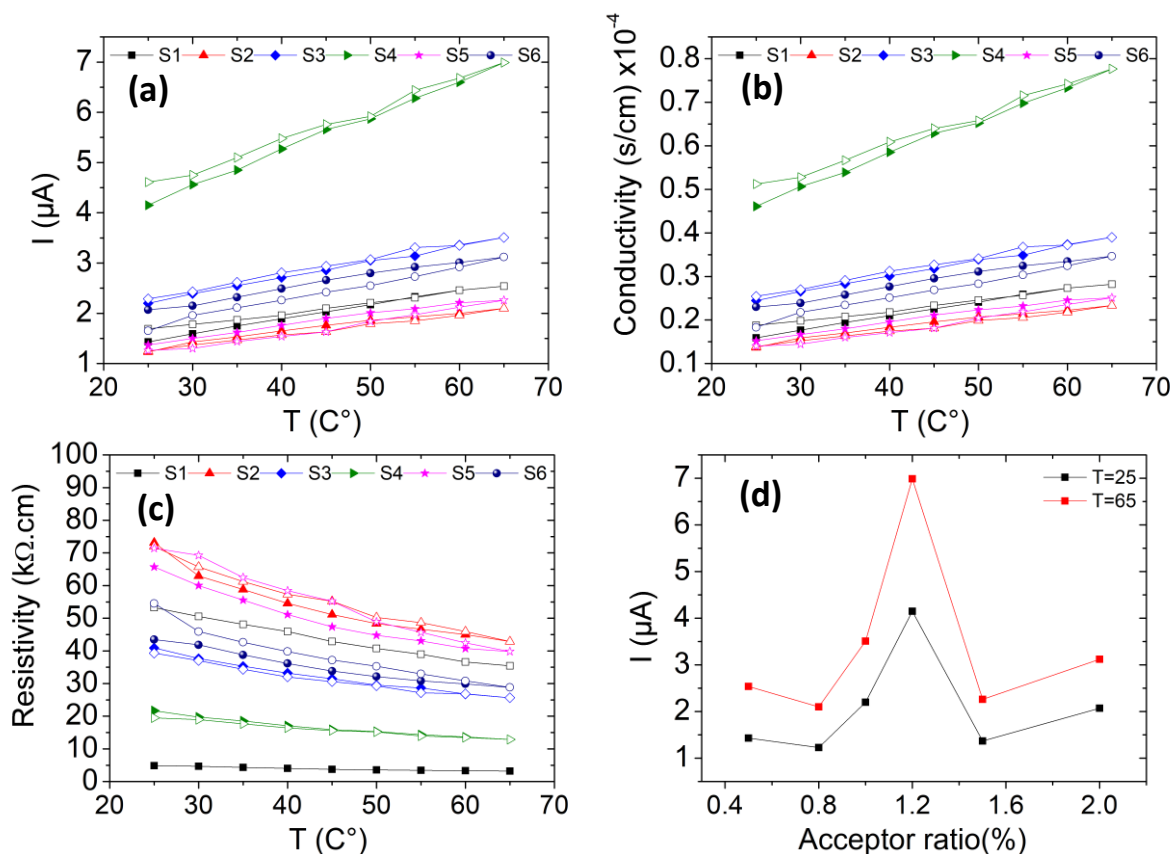 S1 S2 S3 S4 S5 S6
(a)
I (µA)
7
6
5
4
3
2
1
20 30 40 50 60 70
T (C°)
S1 S2 S3 S4 S5 S6
(b)
Conductivity (s/cm) x10-4
0.8
0.7
0.6
0.5
0.4
0.3
0.2
0.1
20 30 40 50 60 70
T (C°)
S1 S2 S3 S4 S5 S6
(c)
Resistivity (kΩ.cm)
100
90
80
70
60
50
40
30
20
10
0
20 30 40 50 60 70
T (C°)
(d)
T=25
T=65
I (µA)
7
6
5
4
3
2
1
0.4 0.8 1.2 1.6 2.0
Acceptor ratio(%)